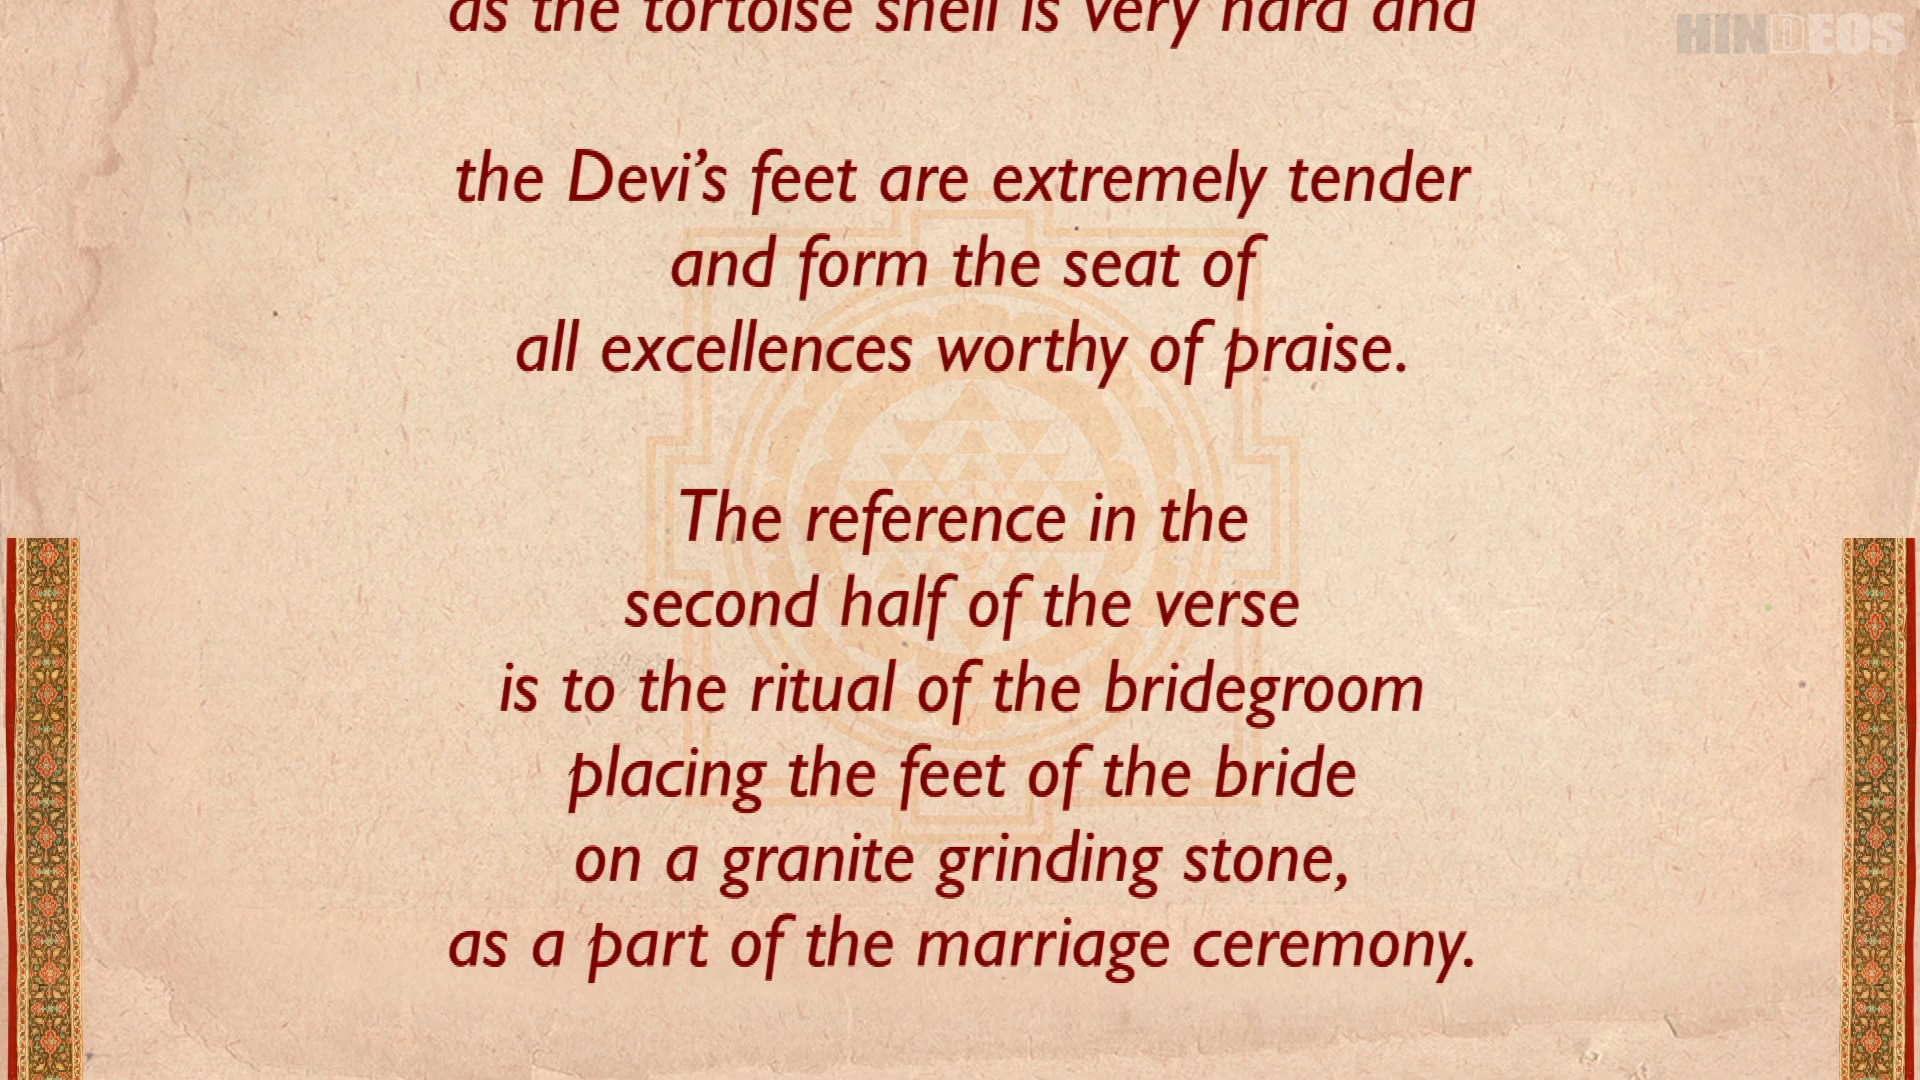 as the tortoise shell is very hard and
HINDEOS
the Devi’s feet are extremely tender
and form the seat of
all excellences worthy of praise.
The reference in the
second half of the verse
is to the ritual of the bridegroom
placing the feet of the bride
on a granite grinding stone,
as a part of the marriage ceremony.